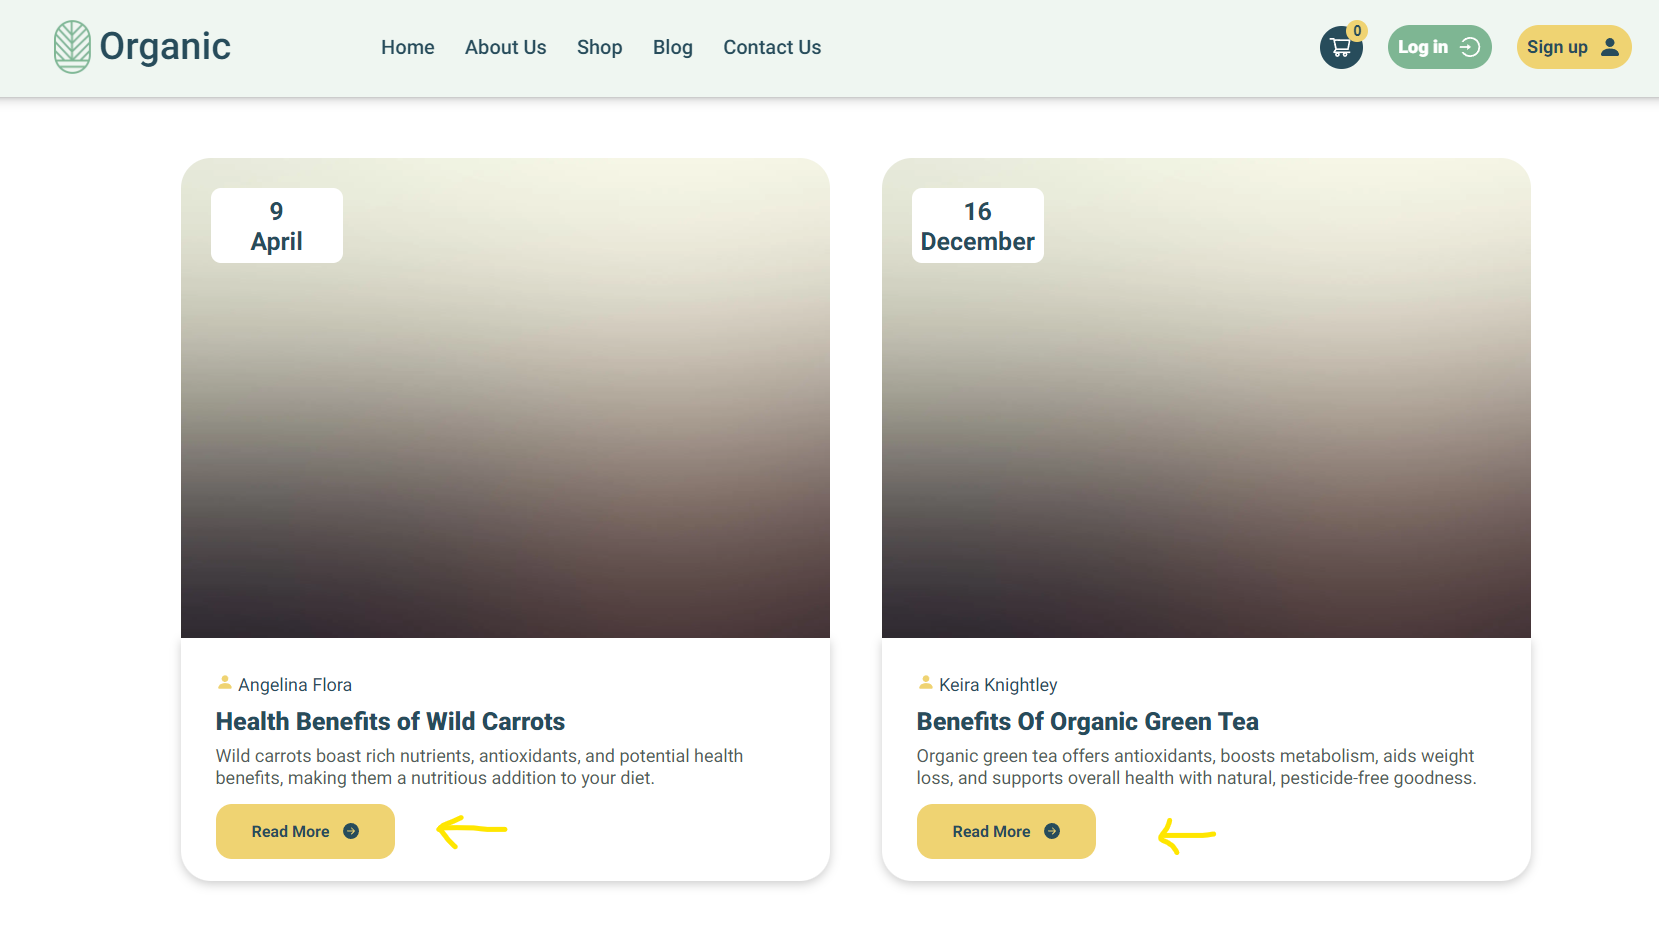 Organic
Home About Us Shop Blog Contact Us
0
Log in
Sign up
9
April
16
December
Angelina Flora
Health Benefits of Wild Carrots
Wild carrots boast rich nutrients, antioxidants, and potential health
benefits, making them a nutritious addition to your diet.
Read More
Keira Knightley
Benefits Of Organic Green Tea
Organic green tea offers antioxidants, boosts metabolism, aids weight
loss, and supports overall health with natural, pesticide-free goodness.
Read More